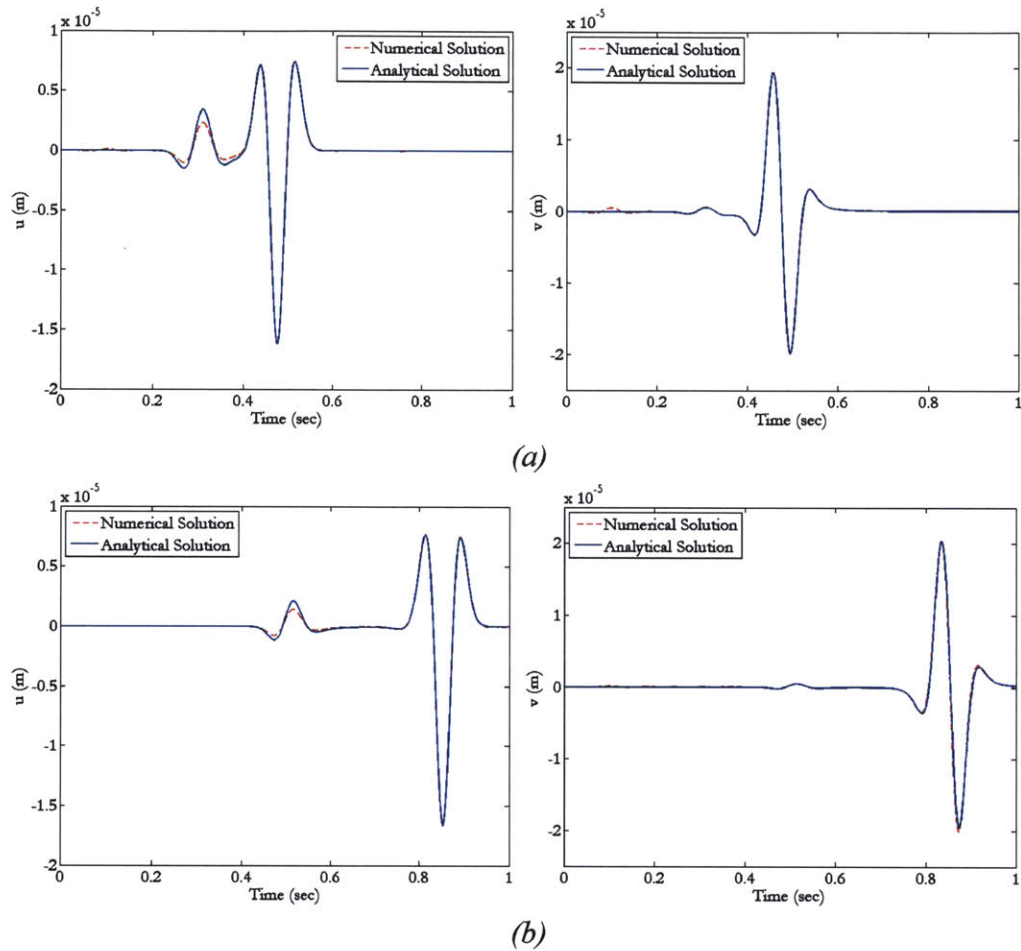 x 10^-5
1
0.5
0
-0.5
-1
-1.5
-2
u (m)
0 0.2 0.4 0.6 0.8 1
Time (sec)
Numerical Solution
Analytical Solution
x 10^-5
2
1
0
-1
-2
v (m)
0 0.2 0.4 0.6 0.8 1
Time (sec)
Numerical Solution
Analytical Solution
(a)
x 10^-5
1
0.5
0
-0.5
-1
-1.5
-2
u (m)
0 0.2 0.4 0.6 0.8 1
Time (sec)
Numerical Solution
Analytical Solution
x 10^-5
2
1
0
-1
-2
v (m)
0 0.2 0.4 0.6 0.8 1
Time (sec)
Numerical Solution
Analytical Solution
(b)